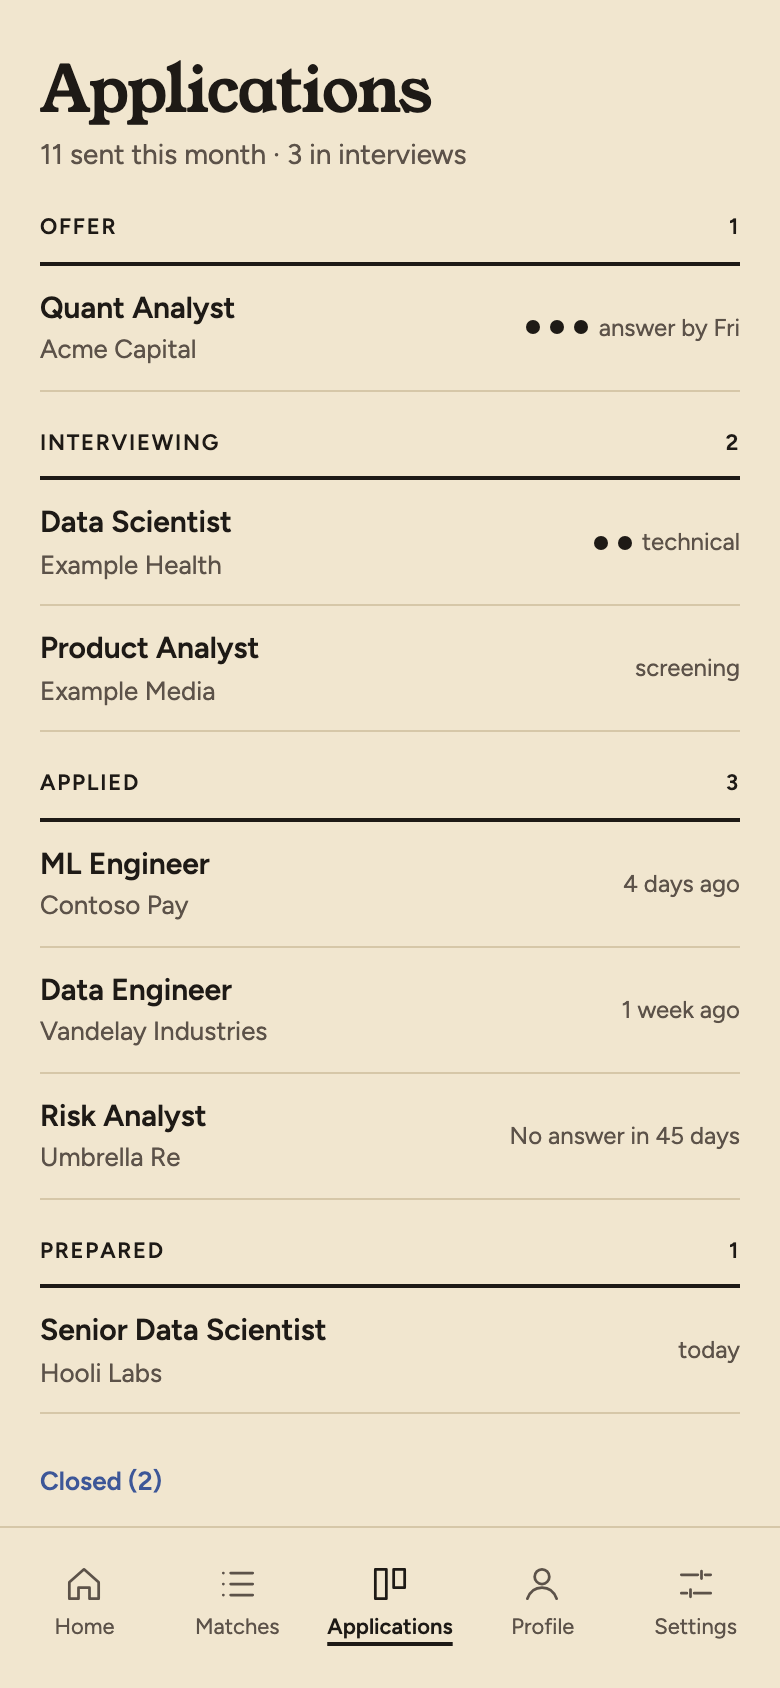 Applications
11 sent this month · 3 in interviews
OFFER 1
Quant Analyst
Acme Capital
answer by Fri
INTERVIEWING 2
Data Scientist
Example Health
technical
Product Analyst
Example Media
screening
APPLIED 3
ML Engineer
Contoso Pay
4 days ago
Data Engineer
Vandelay Industries
1 week ago
Risk Analyst
Umbrella Re
No answer in 45 days
PREPARED 1
Senior Data Scientist
Hooli Labs
today
Closed (2)
Home Matches Applications Profile Settings